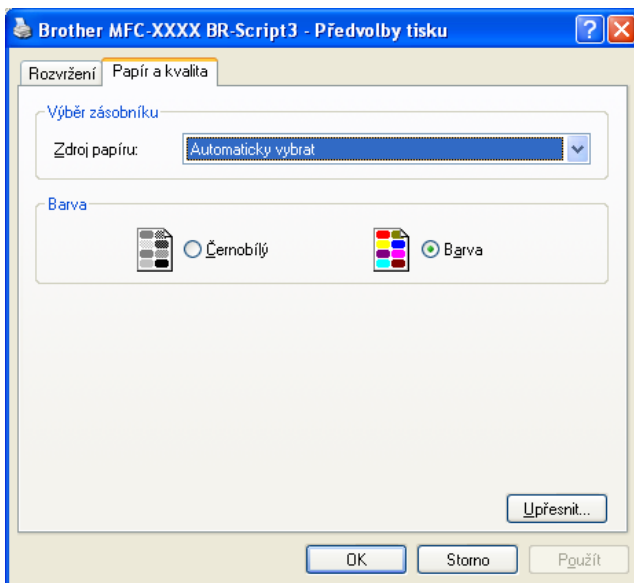 Brother MFC-XXXX BR-Script3 - Předvolby tisku
Rozvržení Papír a kvalita
Výběr zásobníku
Zdroj papíru: Automaticky vybrat
Barva
Černobílý Barva
Upřesnit...
OK Storno Použít